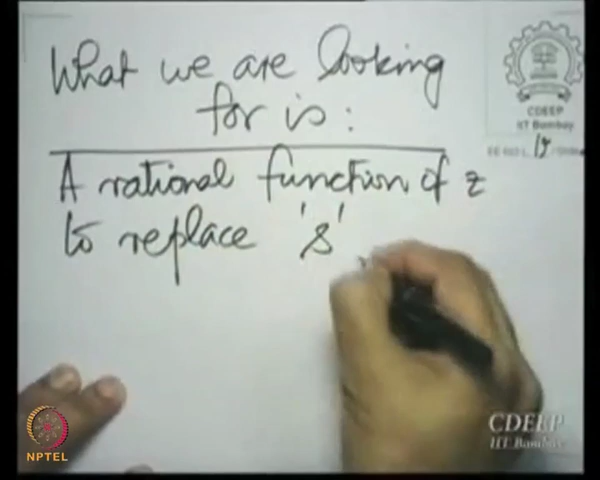 What we are looking
for is:
A rational function of z
to replace 's'
CDEEP
IIT Bombay
CDEEP
IIT Bombay
NPTEL